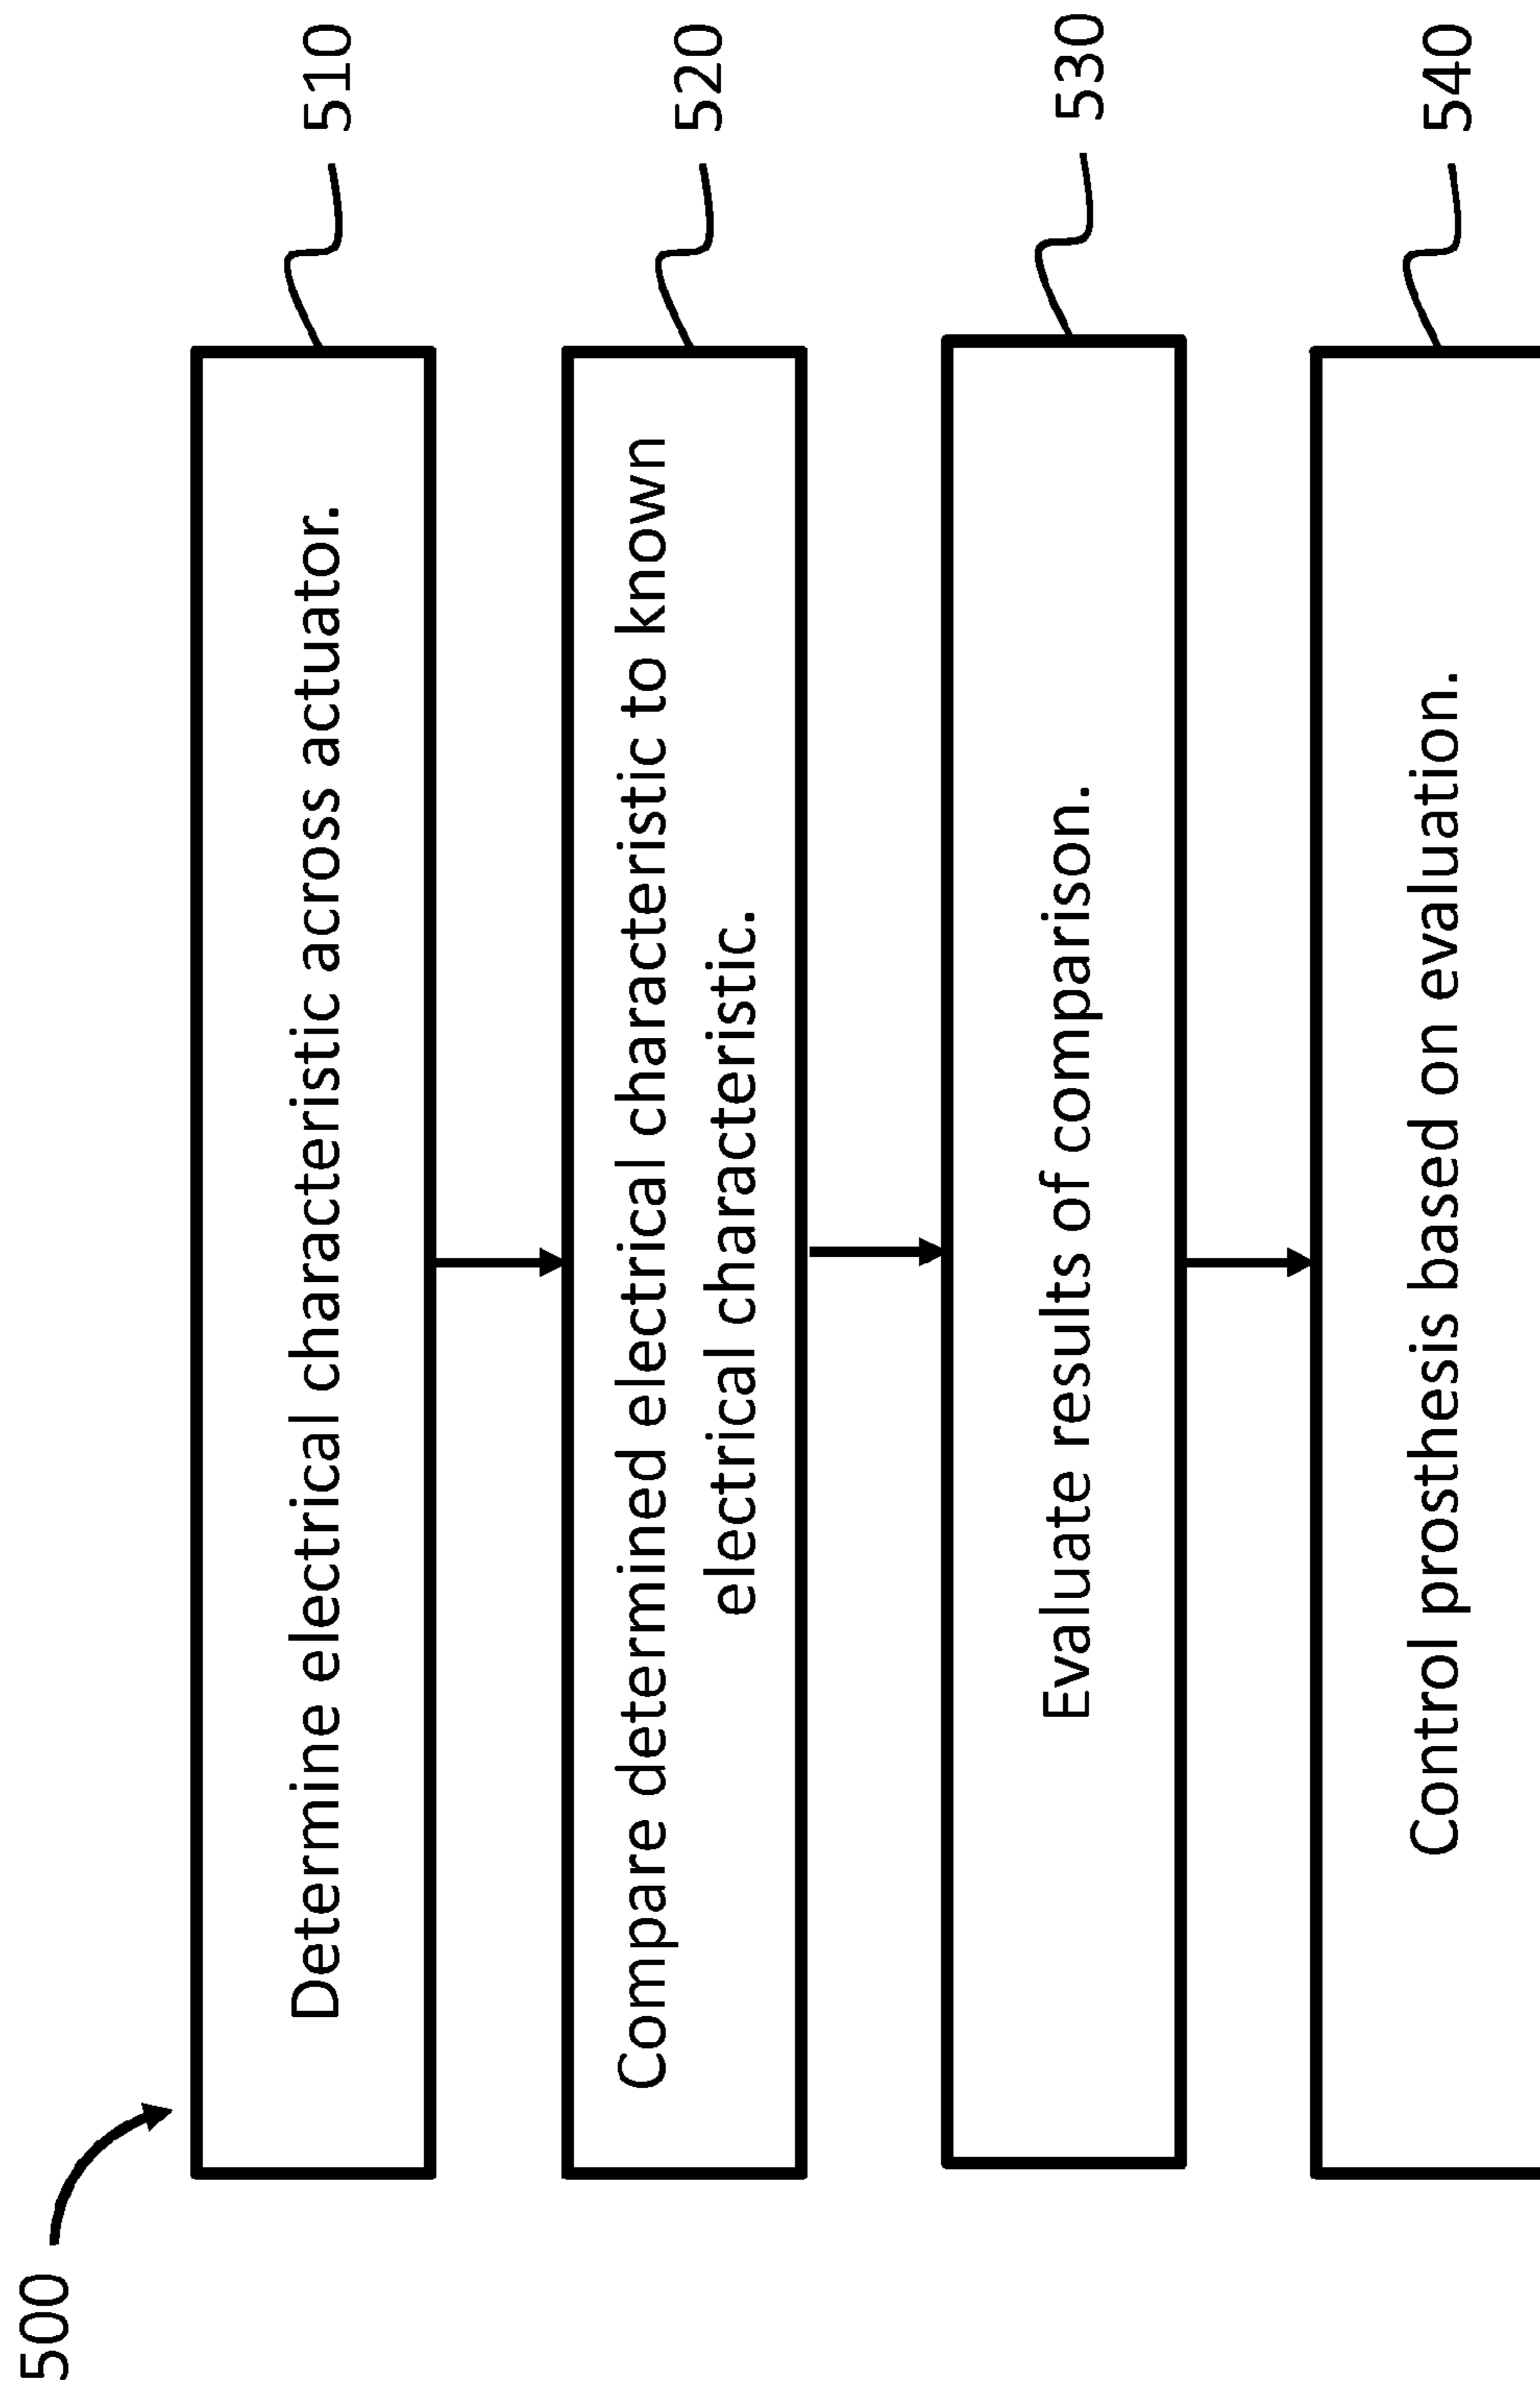 500
Determine electrical characteristic across actuator.
510
Compare determined electrical characteristic to known
electrical characteristic.
520
Evaluate results of comparison.
530
Control prosthesis based on evaluation.
540